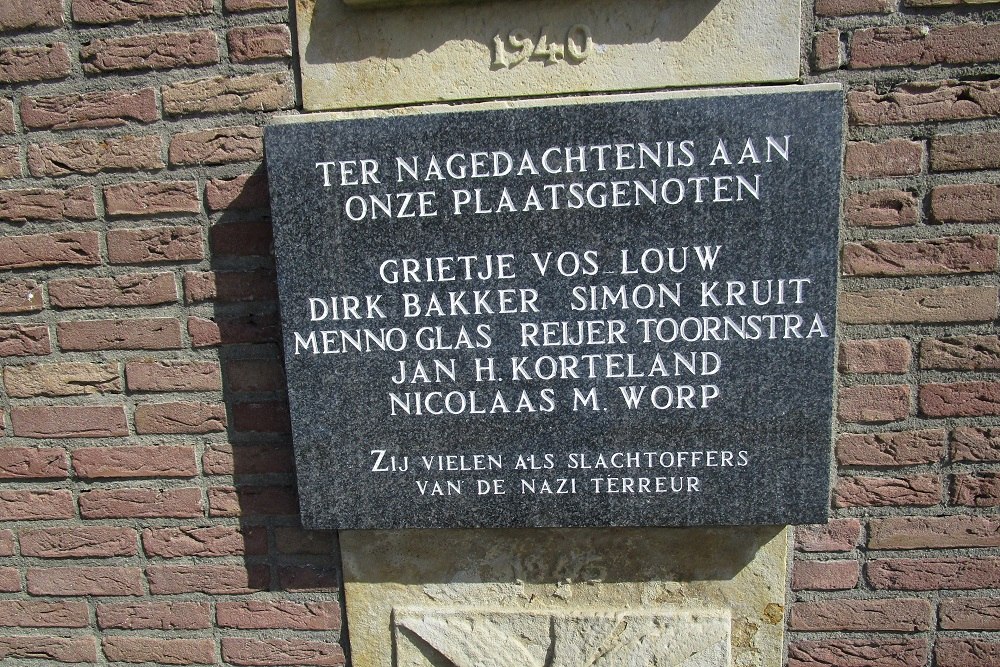 1940
TER NAGEDACHTENIS AAN
ONZE PLAATSGENOTEN
GRIETJE VOS-LOUW
DIRK BAKKER SIMON KRUIT
MENNO GLAS REIJER TOORNSTRA
JAN H. KORTELAND
NICOLAAS M. WORP
ZIJ VIELEN ALS SLACHTOFFERS
VAN DE NAZI TERREUR
1945